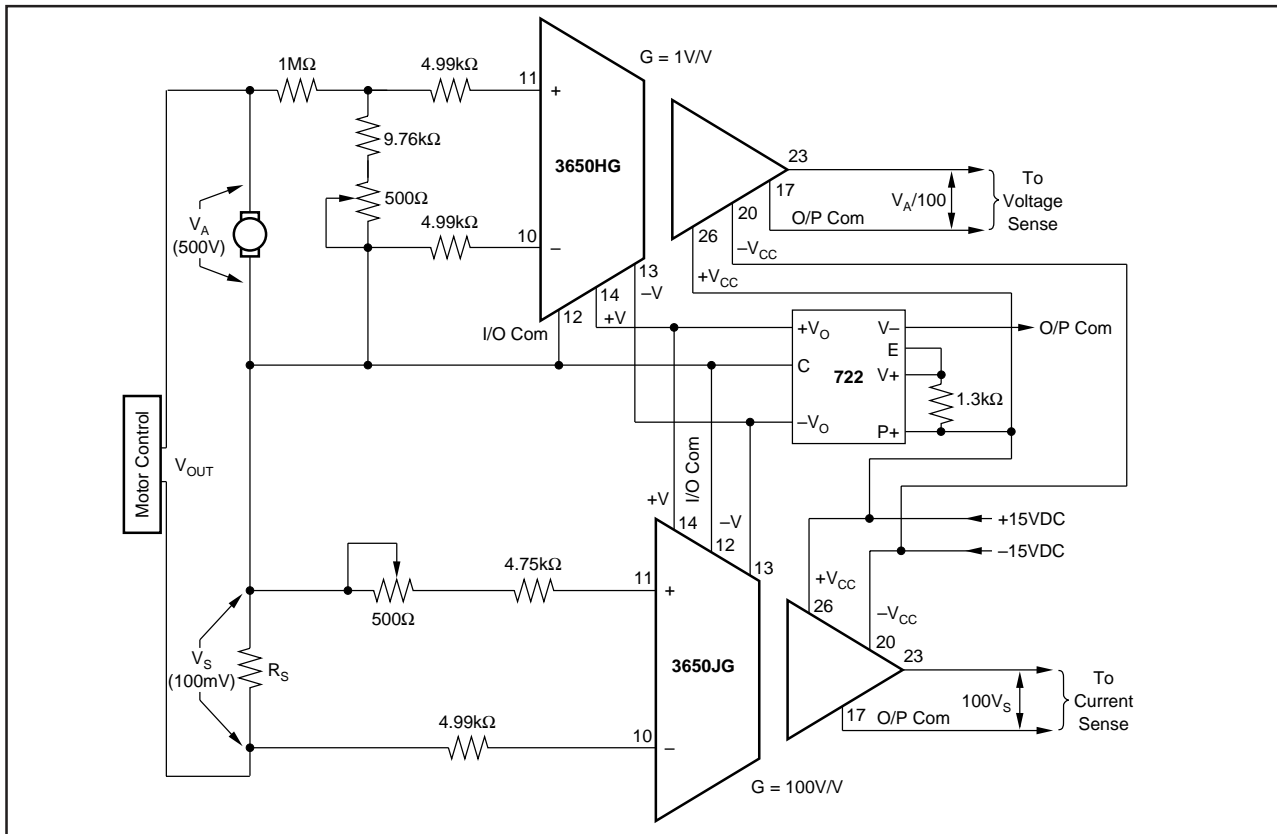 G = 1V/V
1MΩ
4.99kΩ
11
+
9.76kΩ
3650HG
500Ω
23
17
To
Voltage
Sense
V_A/100
O/P Com
20
–V_CC
26
+V_CC
V_A
(500V)
4.99kΩ
10
–
13
–V
14
+V
12
I/O Com
+V_O
V–
O/P Com
E
C
722
V+
1.3kΩ
–V_O
P+
Motor Control
V_OUT
+V
I/O Com
–V
14
12
13
+15VDC
–15VDC
4.75kΩ
11
+
500Ω
+V_CC
26
–V_CC
20
23
V_S
(100mV)
R_S
3650JG
100V_S
To
Current
Sense
17
O/P Com
4.99kΩ
10
–
G = 100V/V